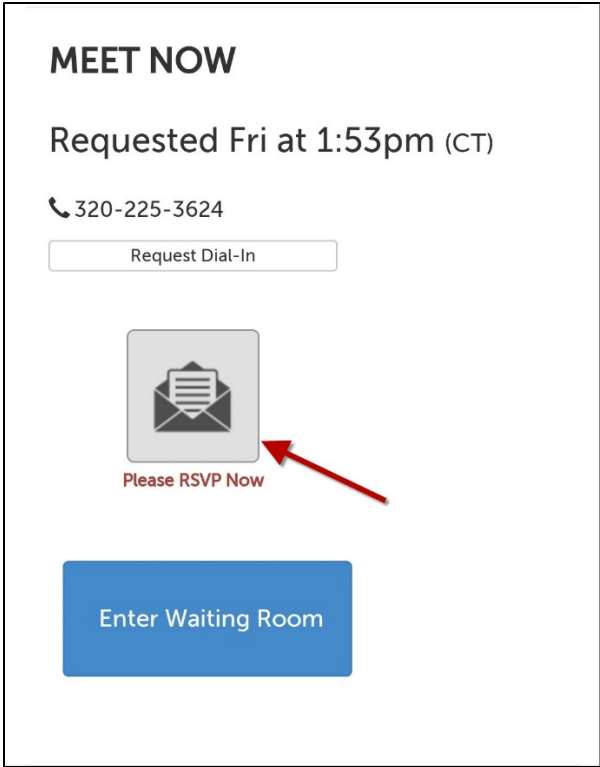 MEET NOW
Requested Fri at 1:53pm (CT)
320-225-3624
Request Dial-In
Please RSVP Now
Enter Waiting Room